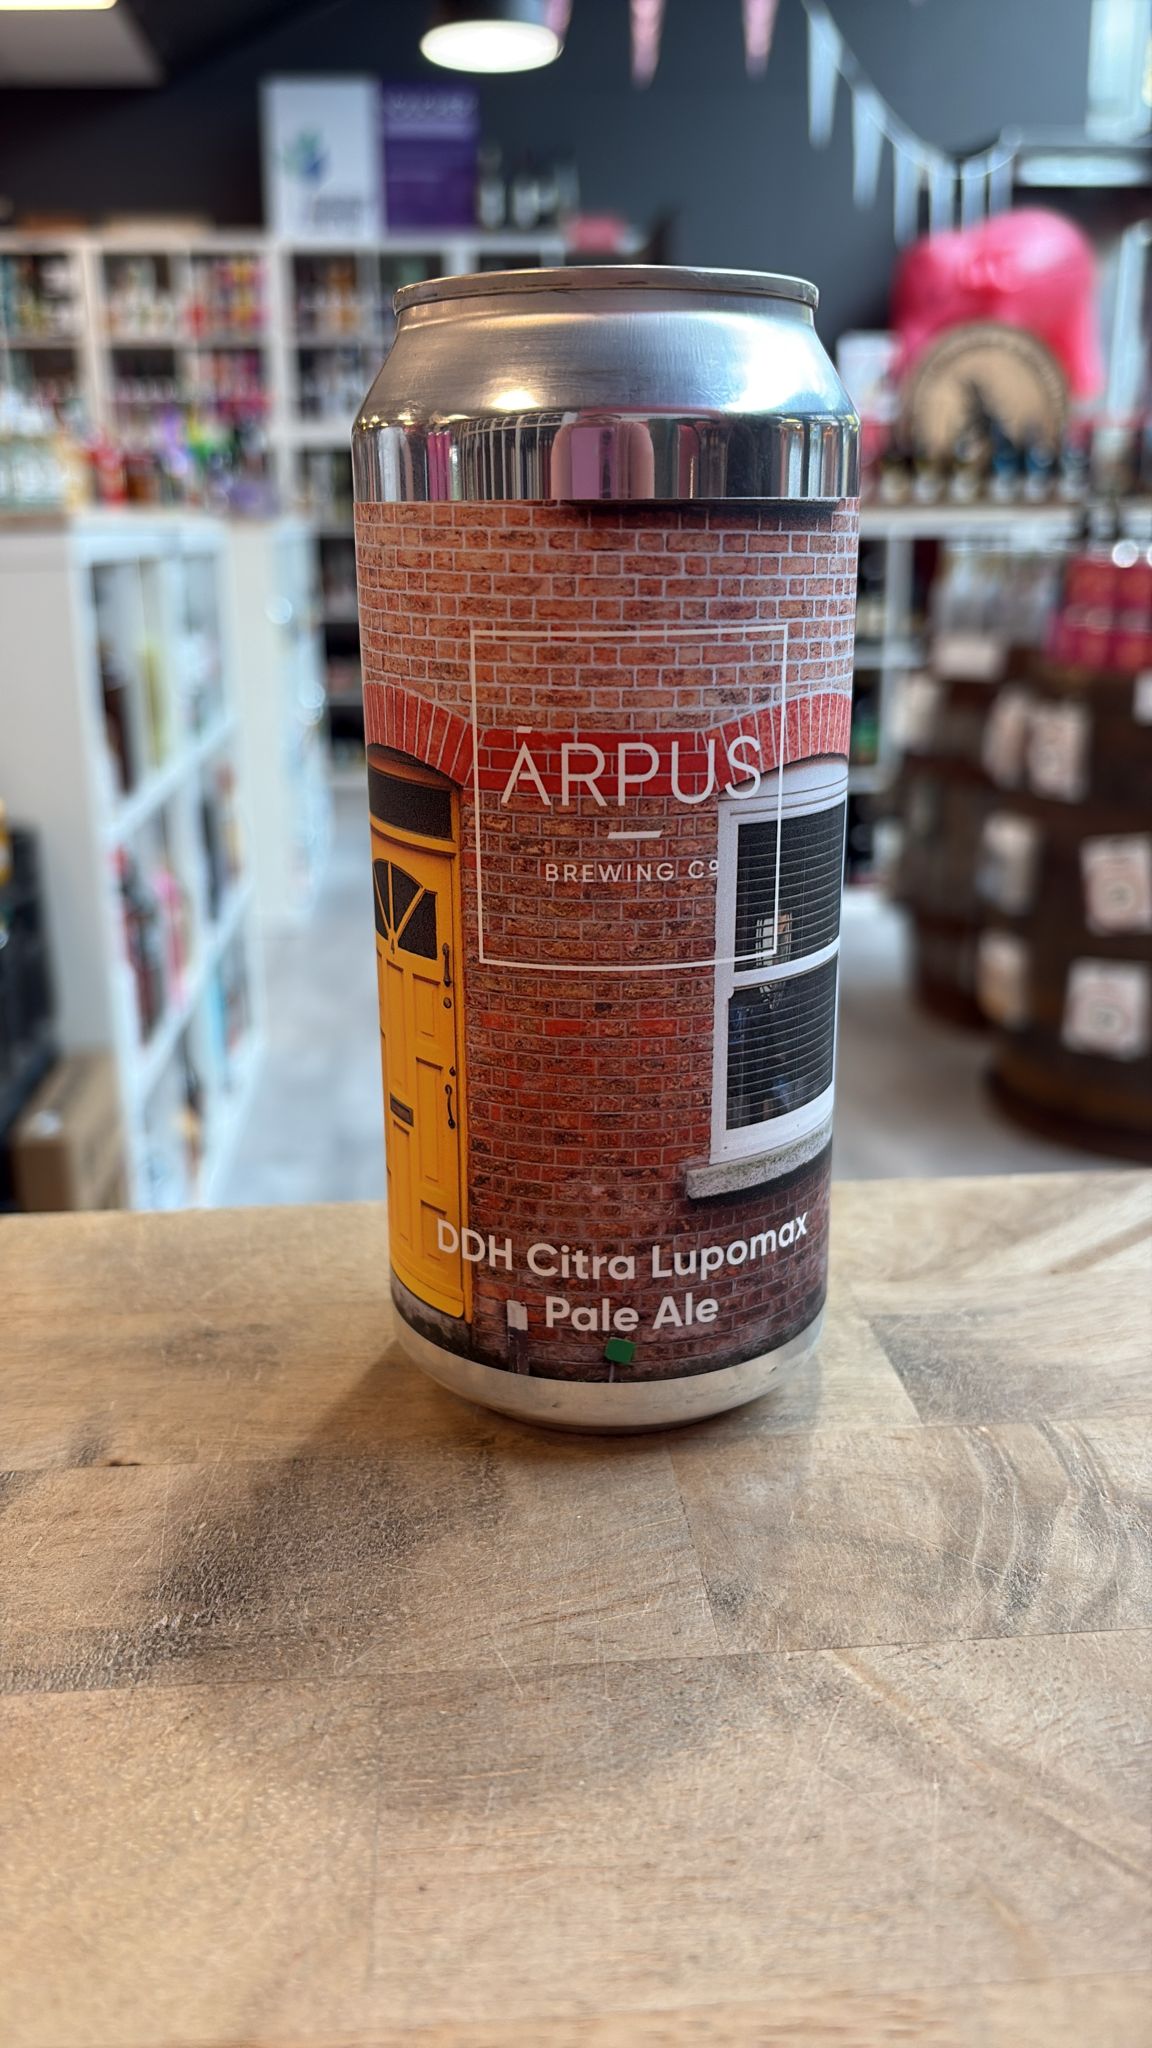 ĀRPUS
BREWING Cº
DDH Citra Lupomax
Pale Ale